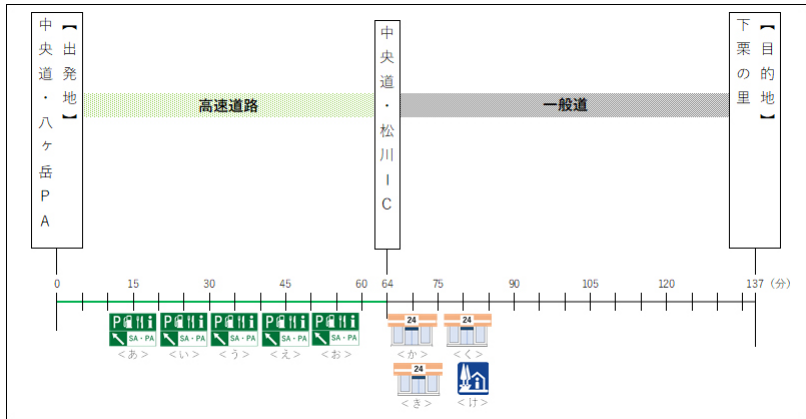 【出発地】
中央道・八ヶ岳PA
中央道・松川IC
【目的地】
下栗の里
高速道路
一般道
0 15 30 45 60 64 75 90 105 120 137 (分)
P i SA・PA
P i SA・PA
P i SA・PA
P i SA・PA
P i SA・PA
24
24
<あ> <い> <う> <え> <お> <か> <く>
24
<き> <け>